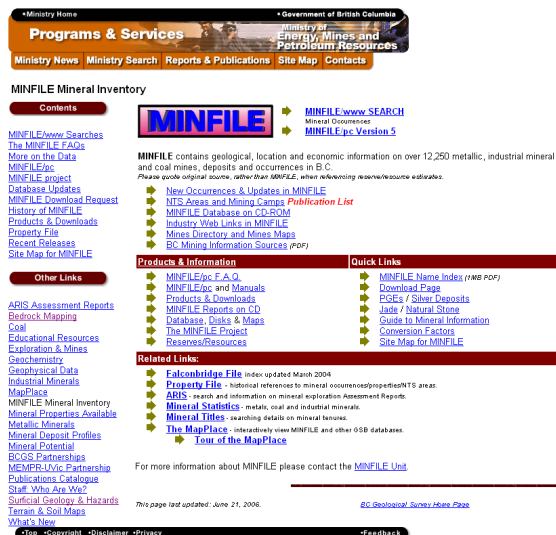 •Ministry Home
•Government of British Columbia
Programs & Services
Ministry of
Energy, Mines and
Petroleum Resources
Ministry News Ministry Search Reports & Publications Site Map Contacts
MINFILE Mineral Inventory
Contents
MINFILE/www Searches
The MINFILE FAQs
More on the Data
MINFILE/pc
MINFILE project
Database Updates
MINFILE Download Request
History of MINFILE
Products & Downloads
Property File
Recent Releases
Site Map for MINFILE
Other Links
ARIS Assessment Reports
Bedrock Mapping
Coal
Educational Resources
Exploration & Mines
Geochemistry
Geophysical Data
Industrial Minerals
MapPlace
MINFILE Mineral Inventory
Mineral Properties Available
Metallic Minerals
Mineral Deposit Profiles
Mineral Potential
BCGS Partnerships
MEMPR-UVic Partnership
Publications Catalogue
Staff: Who Are We?
Surficial Geology & Hazards
Terrain & Soil Maps
What's New
MINFILE
MINFILE/www SEARCH
Mineral Occurrences
MINFILE/pc Version 5
MINFILE contains geological, location and economic information on over 12,250 metallic, industrial mineral
and coal mines, deposits and occurrences in B.C.
Please quote original source, rather than MINFILE, when referencing reserve/resource estimates.
New Occurrences & Updates in MINFILE
NTS Areas and Mining Camps Publication List
MINFILE Database on CD-ROM
Industry Web Links in MINFILE
Mines Directory and Mines Maps
BC Mining Information Sources (PDF)
Products & Information
MINFILE/pc F.A.Q.
MINFILE/pc and Manuals
Products & Downloads
MINFILE Reports on CD
Database, Disks & Maps
The MINFILE Project
Reserves/Resources
Quick Links
MINFILE Name Index (1MB PDF)
Download Page
PGEs / Silver Deposits
Jade / Natural Stone
Guide to Mineral Information
Conversion Factors
Site Map for MINFILE
Related Links:
Falconbridge File index updated March 2004
Property File - historical references to mineral occurrences/properties/NTS areas.
ARIS - search and information on mineral exploration Assessment Reports.
Mineral Statistics - metals, coal and industrial minerals.
Mineral Titles - searching details on mineral tenures.
The MapPlace - interactively view MINFILE and other GSB databases.
Tour of the MapPlace
For more information about MINFILE please contact the MINFILE Unit.
This page last updated: June 21, 2006.
BC Geological Survey Home Page
•Top •Copyright •Disclaimer •Privacy
•Feedback